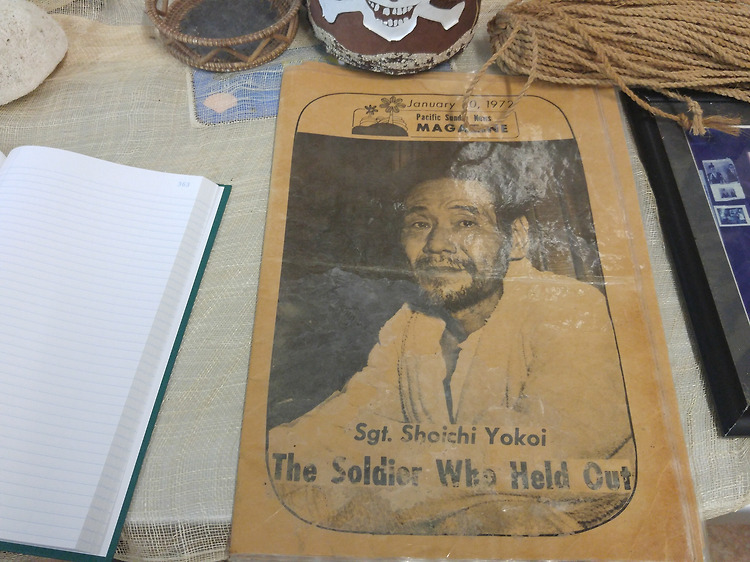 January 30, 1972
Pacific Sunday News
MAGAZINE
Sgt. Shoichi Yokoi
The Soldier Who Held Out